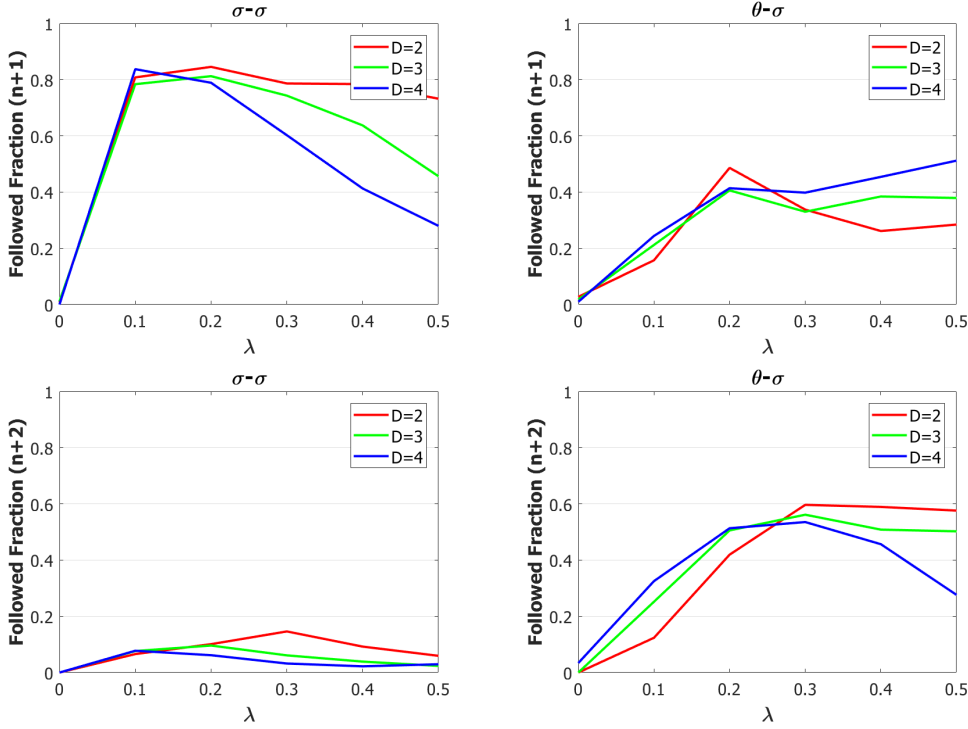 σ-σ
Followed Fraction (n+1)
1
0.8
0.6
0.4
0.2
0
0 0.1 0.2 0.3 0.4 0.5
λ
D=2
D=3
D=4
θ-σ
Followed Fraction (n+1)
1
0.8
0.6
0.4
0.2
0
0 0.1 0.2 0.3 0.4 0.5
λ
D=2
D=3
D=4
σ-σ
Followed Fraction (n+2)
1
0.8
0.6
0.4
0.2
0
0 0.1 0.2 0.3 0.4 0.5
λ
D=2
D=3
D=4
θ-σ
Followed Fraction (n+2)
1
0.8
0.6
0.4
0.2
0
0 0.1 0.2 0.3 0.4 0.5
λ
D=2
D=3
D=4